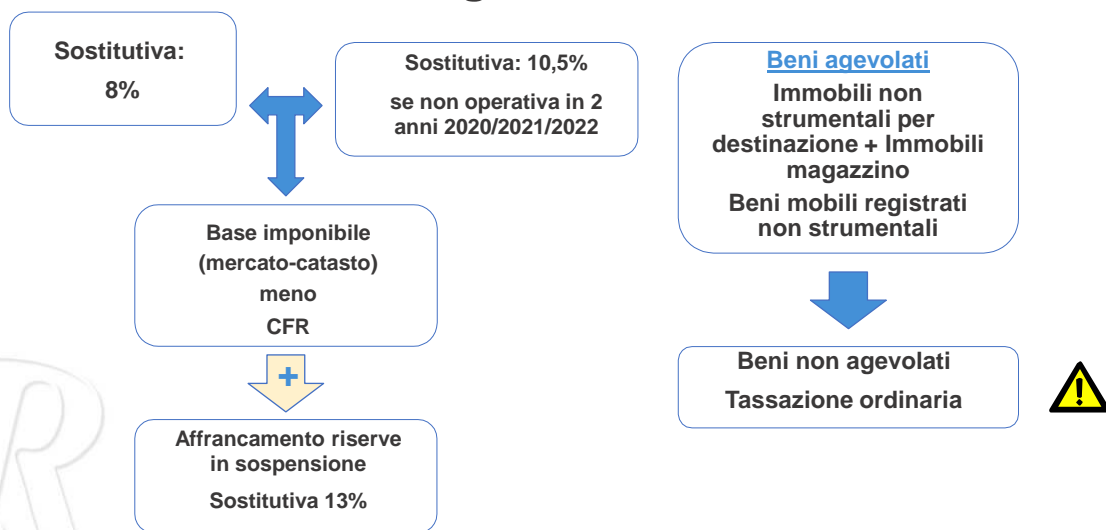 Sostitutiva:
8%
Sostitutiva: 10,5%
se non operativa in 2
anni 2020/2021/2022
Base imponibile
(mercato-catasto)
meno
CFR
+
Affrancamento riserve
in sospensione
Sostitutiva 13%
Beni agevolati
Immobili non
strumentali per
destinazione + Immobili
magazzino
Beni mobili registrati
non strumentali
Beni non agevolati
Tassazione ordinaria
!
R